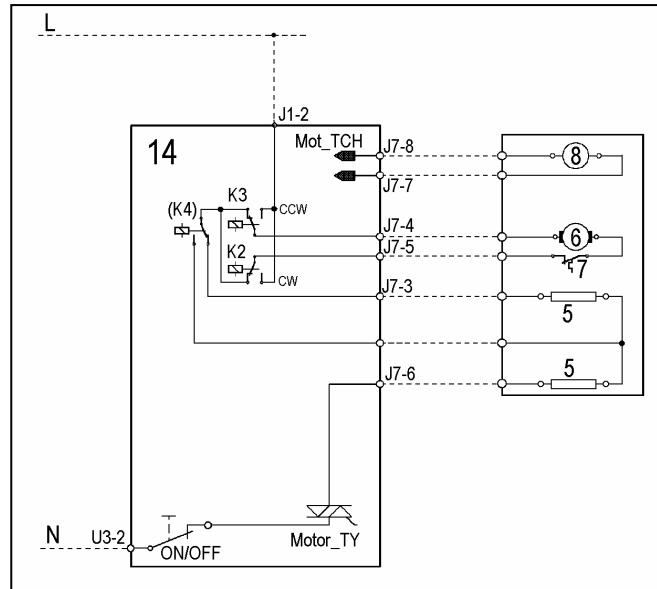 L
J1-2
14
Mot_TCH
J7-8
8
J7-7
K3
CCW
(K4)
J7-4
6
K2
J7-5
7
CW
J7-3
5
5
J7-6
N
U3-2
ON/OFF
Motor_TY